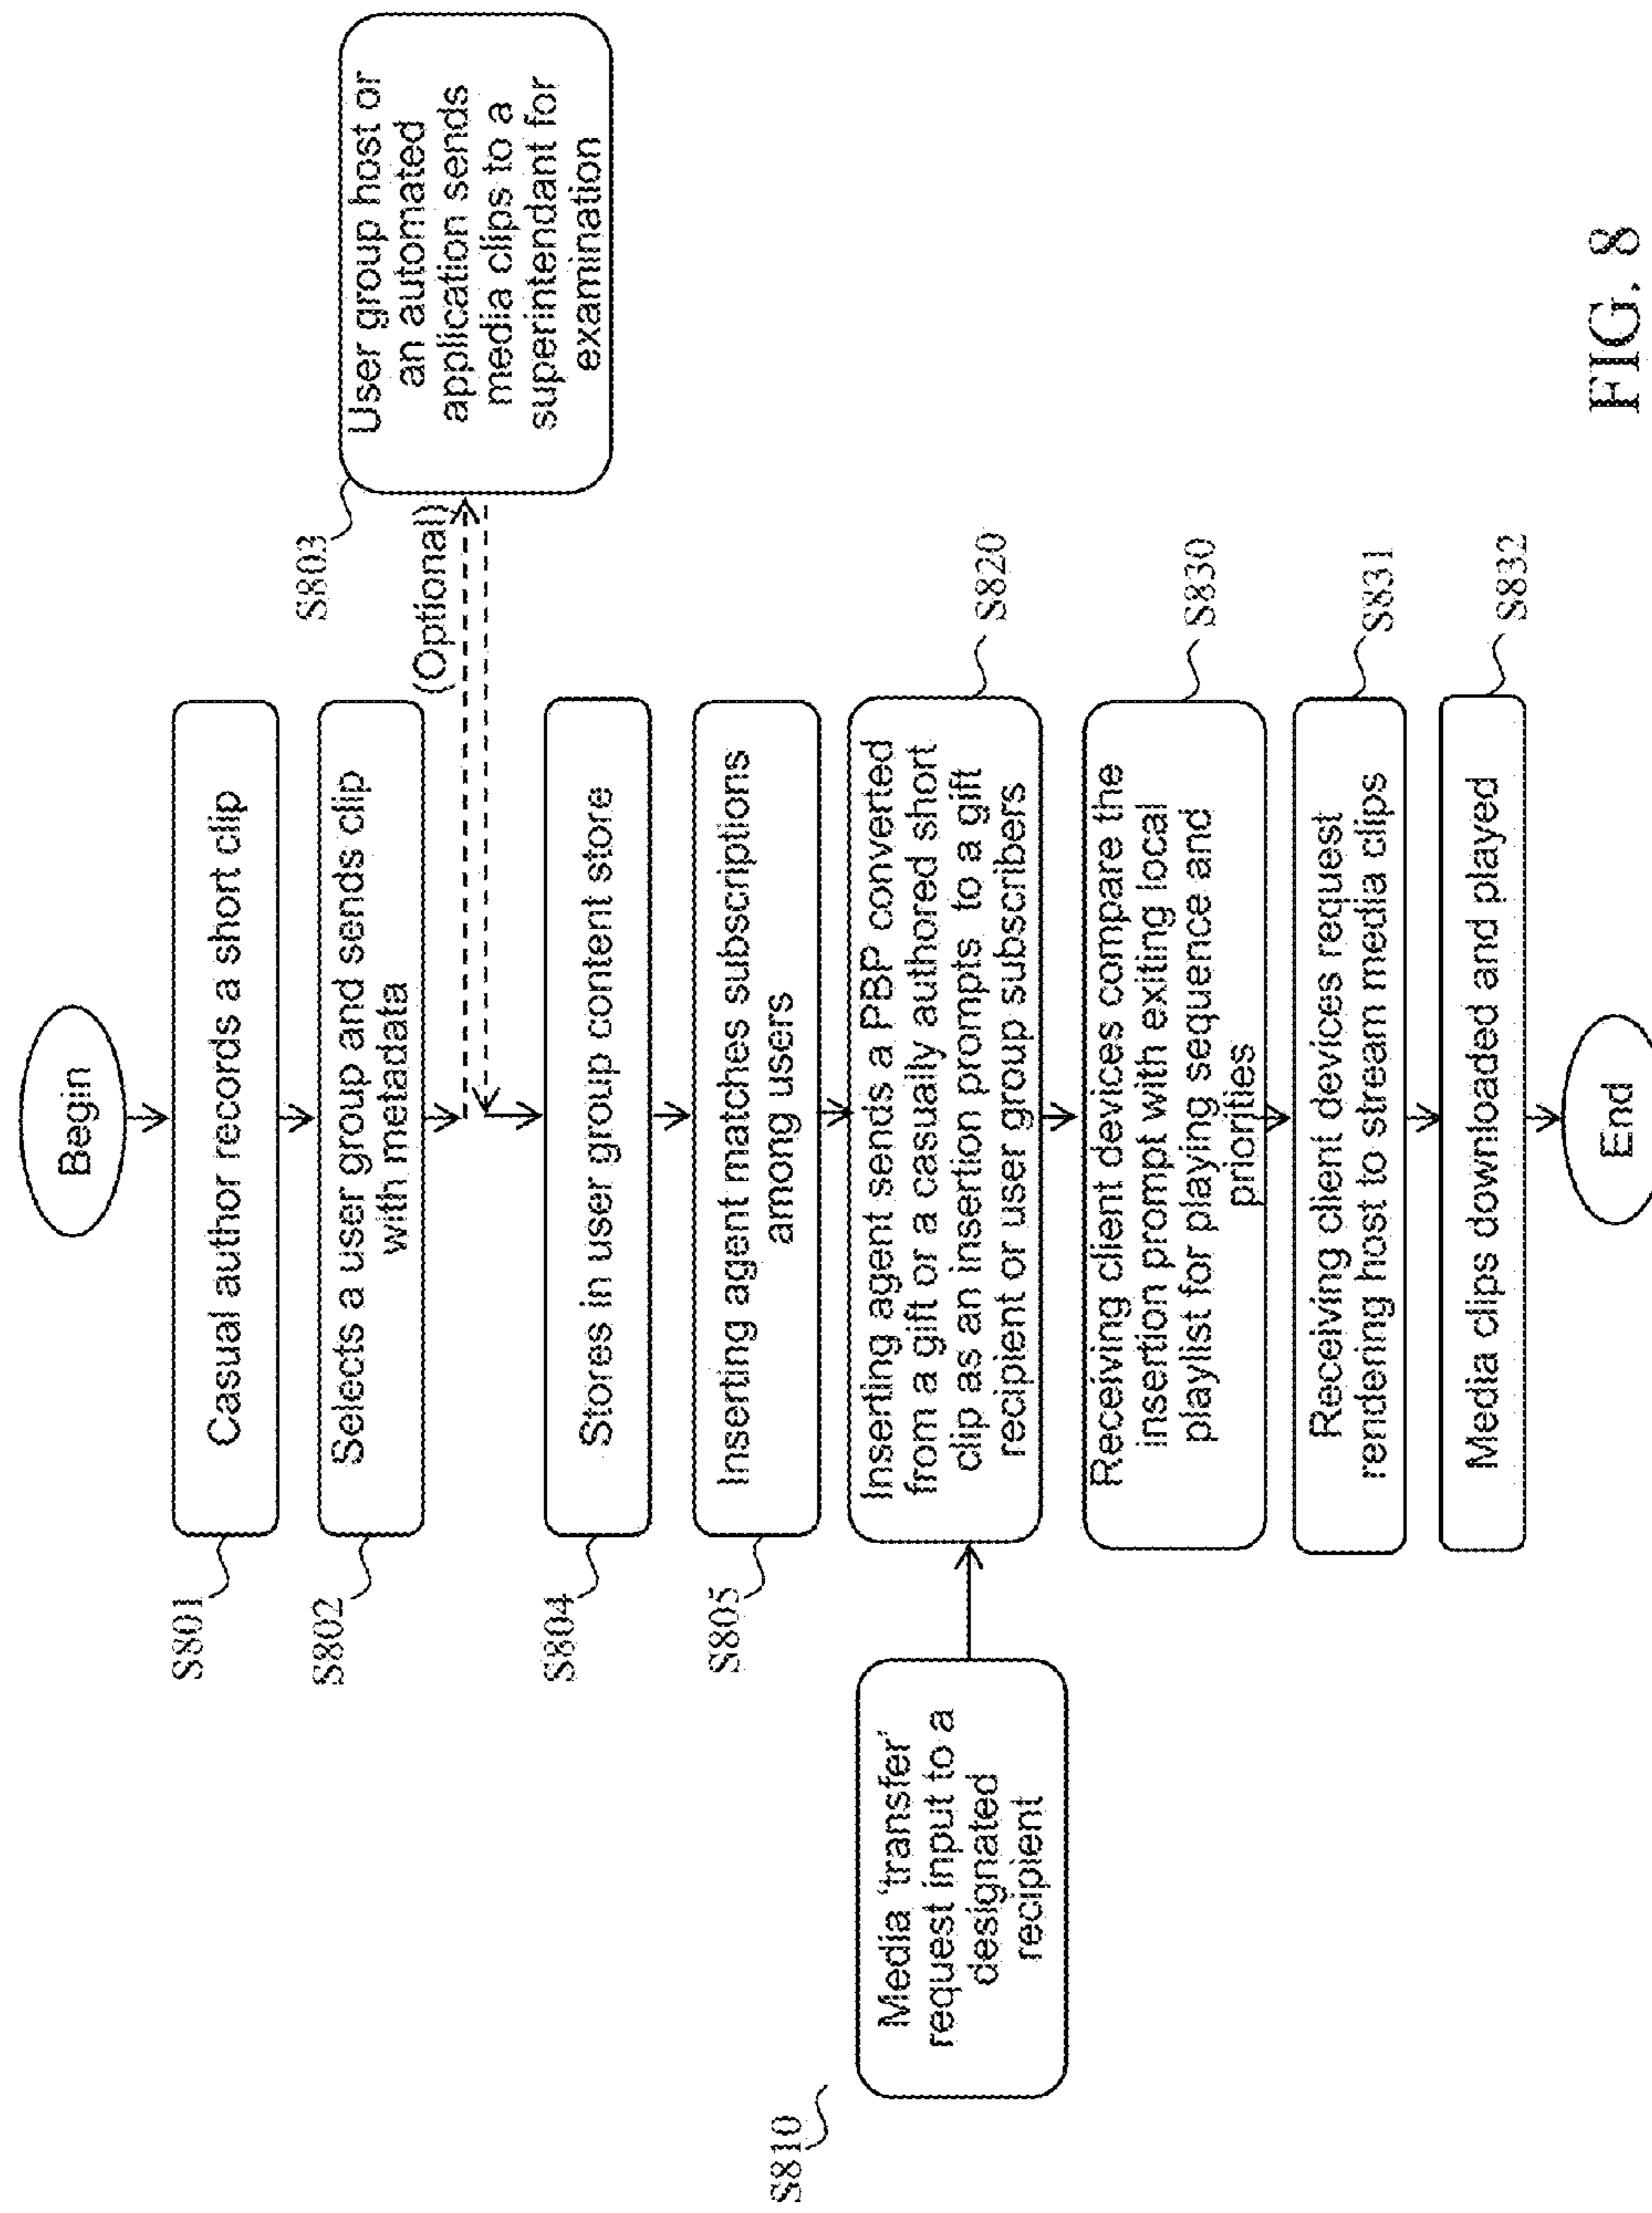 Begin
S801
Casual author records a short clip
S802
Selects a user group and sends clip
with metadata
(Optional)
S803
User group host or
an automated
application sends
media clips to a
superintendant for
examination
S804
Stores in user group content store
S805
Inserting agent matches subscriptions
among users
S810
Media ‘transfer’
request input to a
designated
recipient
Inserting agent sends a PBP converted
from a gift or a casually authored short
clip as an insertion prompts to a gift
recipient or user group subscribers
S820
Receiving client devices compare the
insertion prompt with exiting local
playlist for playing sequence and
priorities
S830
Receiving client devices request
rendering host to stream media clips
S831
Media clips downloaded and played
S832
End
FIG. 8